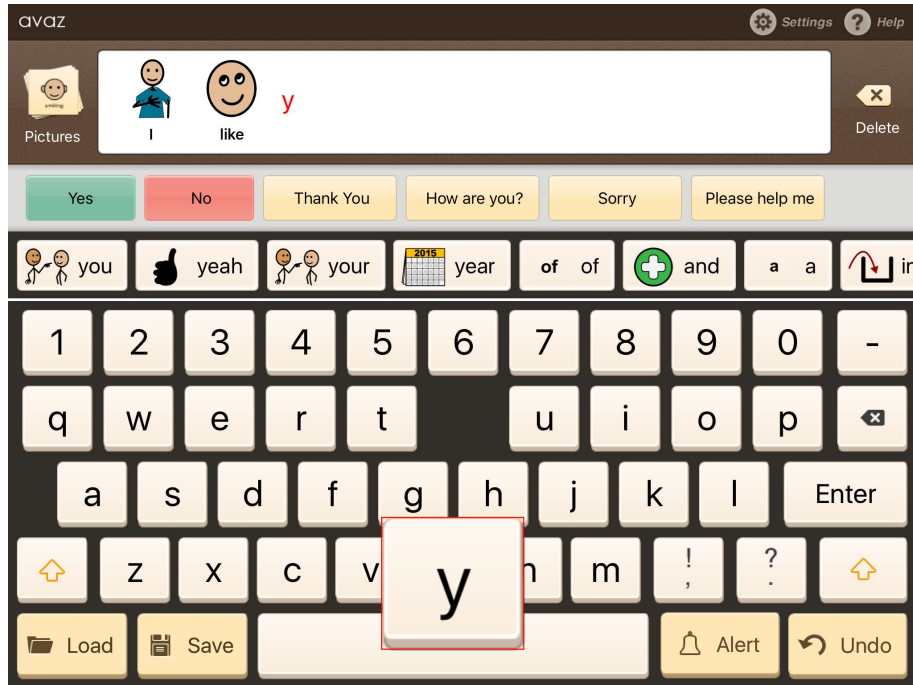 avaz Settings ? Help
smiling
Pictures I like y Delete
Yes No Thank You How are you? Sorry Please help me
2015
you yeah your year of of and a a in
1 2 3 4 5 6 7 8 9 0 -
q w e r t u i o p
a s d f g h j k l Enter
z x c v n m ! , ? .
y
Load Save Alert Undo